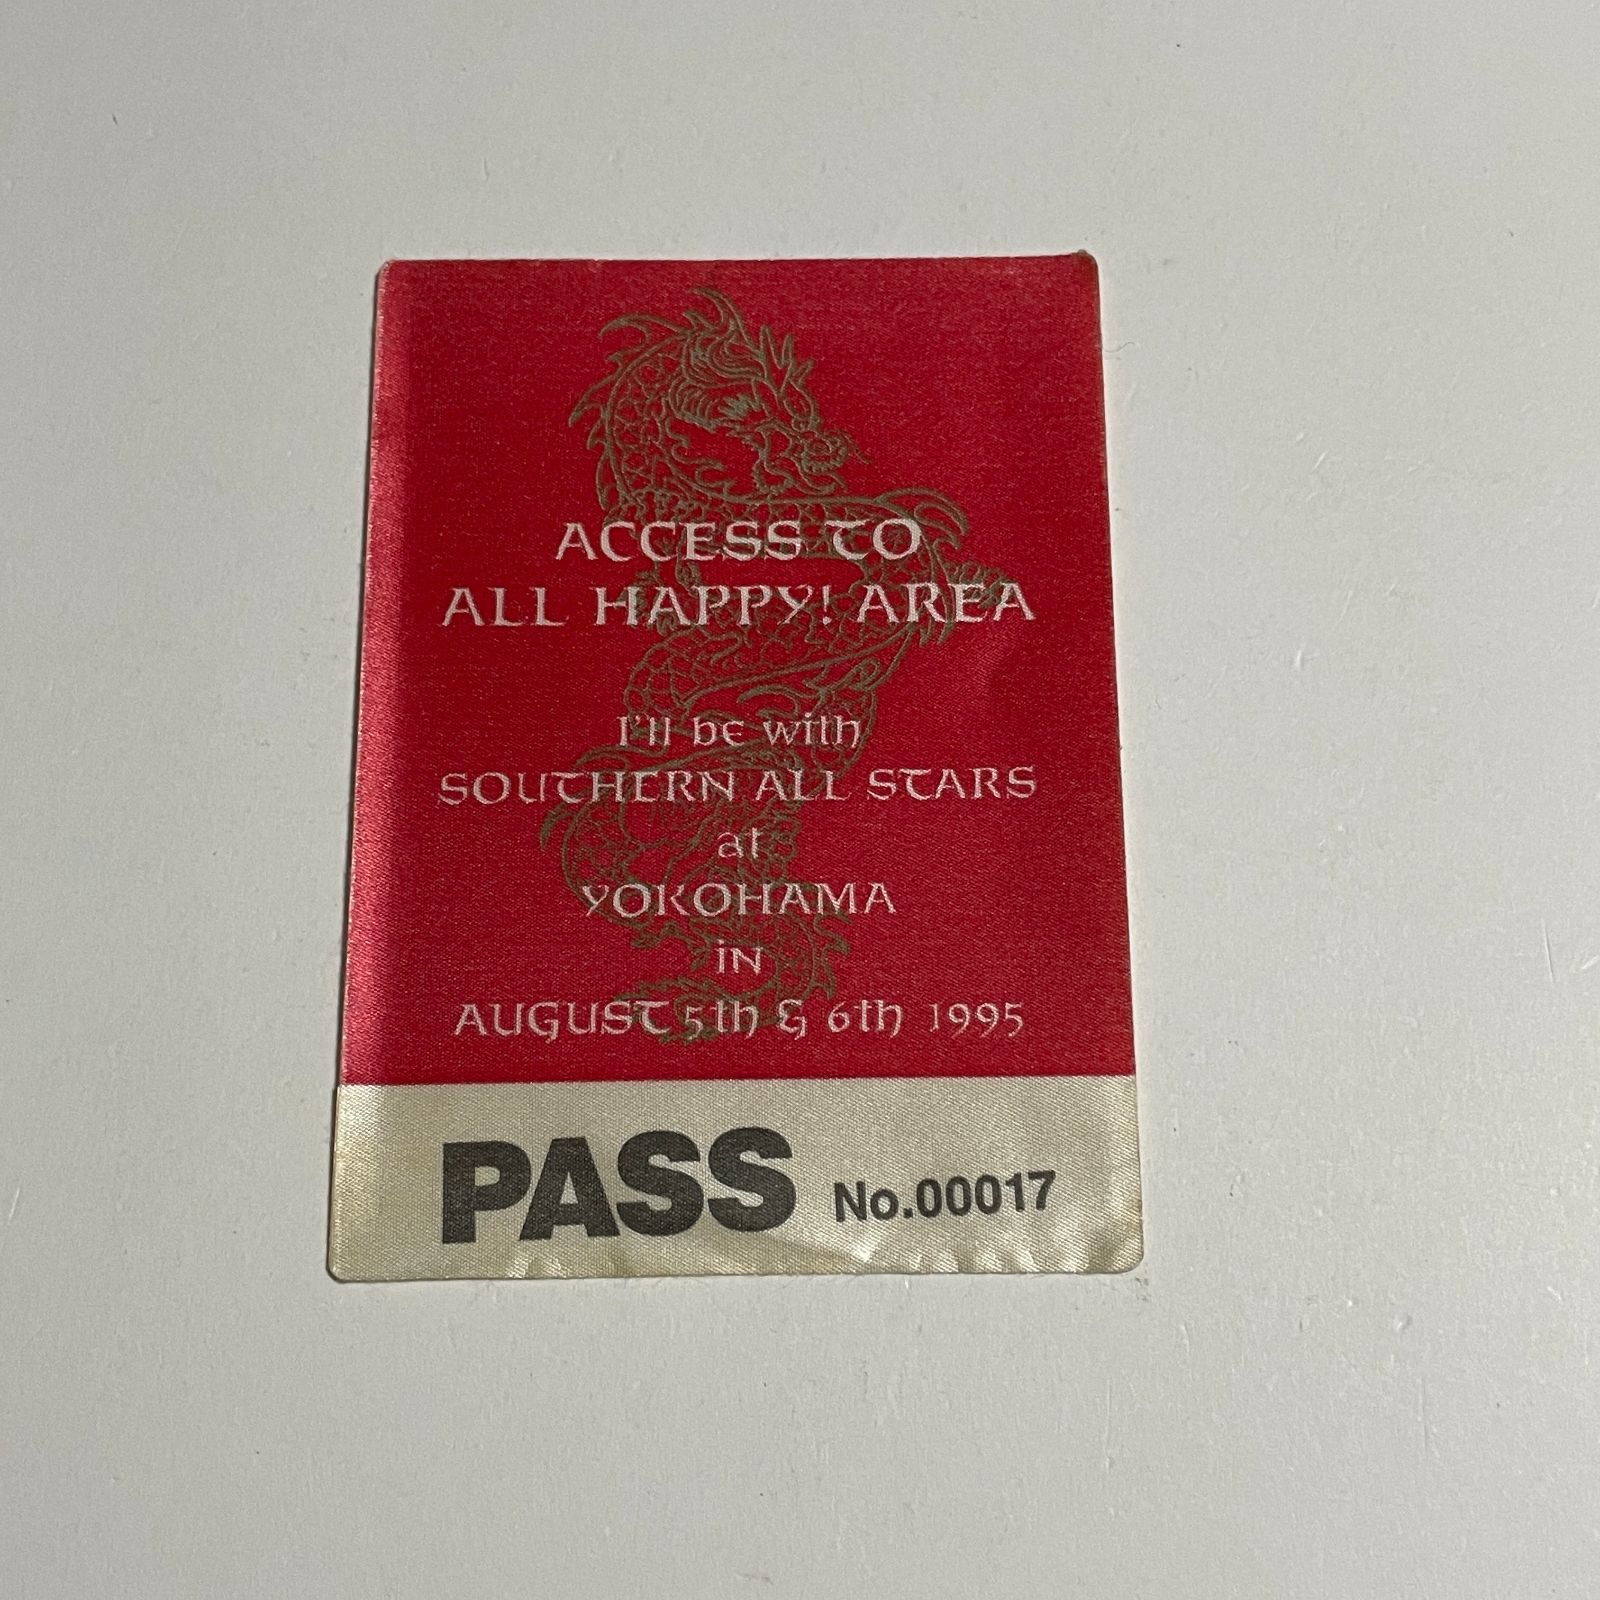 ACCESS TO
ALL HAPPY! AREA
I'll be with
SOUTHERN ALL STARS
at
YOKOHAMA
in
AUGUST 5th & 6th 1995
PASS No.00017